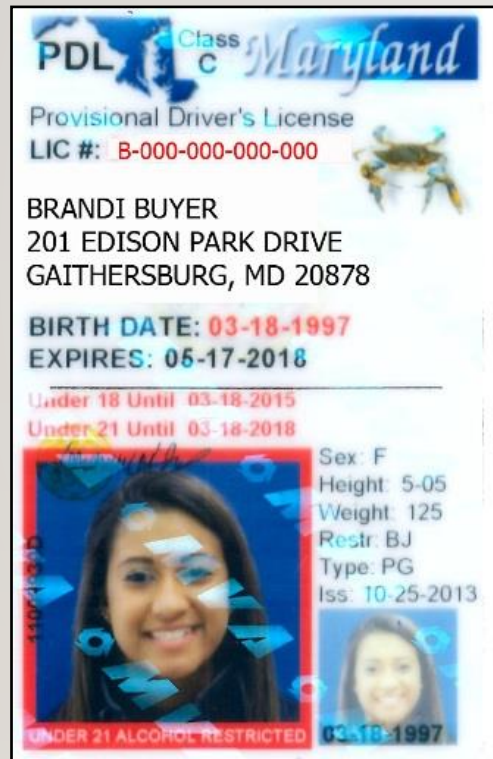 PDL
Class
C
Maryland
Provisional Driver's License
LIC #: B-000-000-000-000
BRANDI BUYER
201 EDISON PARK DRIVE
GAITHERSBURG, MD 20878
BIRTH DATE: 03-18-1997
EXPIRES: 05-17-2018
Under 18 Until 03-18-2015
Under 21 Until 03-18-2018
Sex: F
Height: 5-05
Weight: 125
Restr: BJ
Type: PG
Iss: 10-25-2013
UNDER 21 ALCOHOL RESTRICTED
03-18-1997